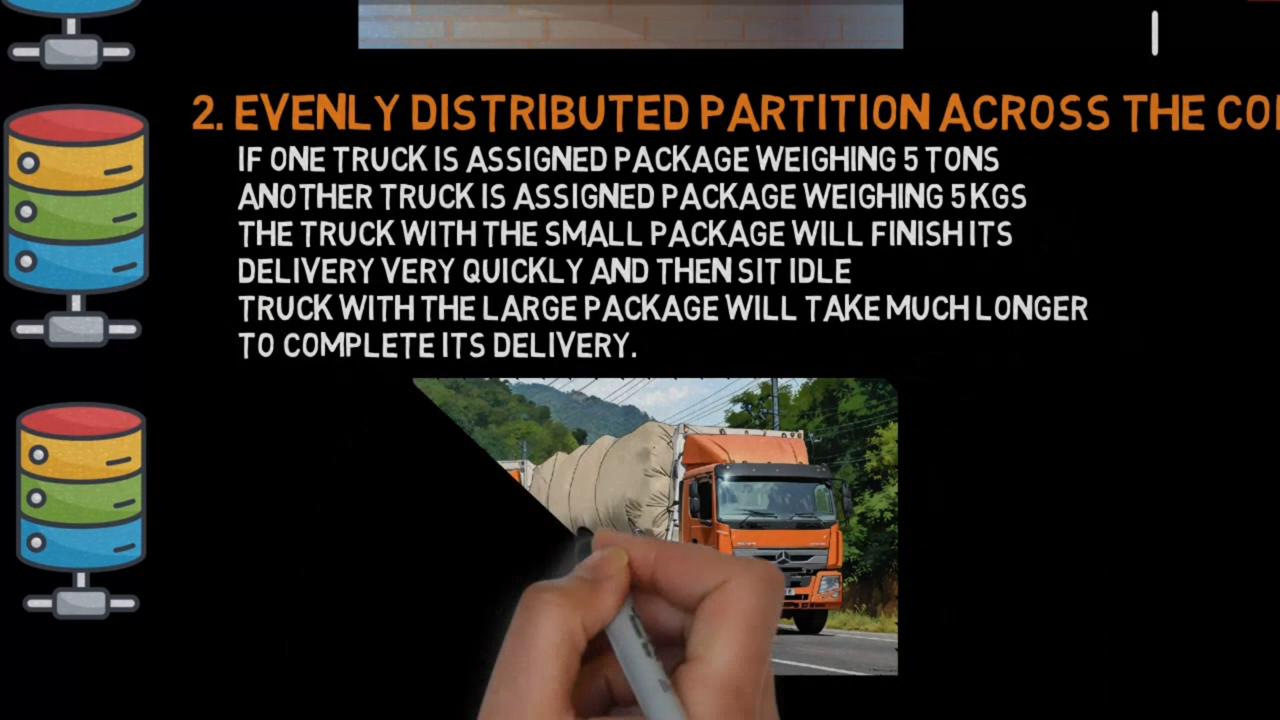 2. EVENLY DISTRIBUTED PARTITION ACROSS THE
IF ONE TRUCK IS ASSIGNED PACKAGE WEIGHING 5 TONS
ANOTHER TRUCK IS ASSIGNED PACKAGE WEIGHING 5 KGS
THE TRUCK WITH THE SMALL PACKAGE WILL FINISH ITS
DELIVERY VERY QUICKLY AND THEN SIT IDLE
TRUCK WITH THE LARGE PACKAGE WILL TAKE MUCH LONGER
TO COMPLETE ITS DELIVERY.